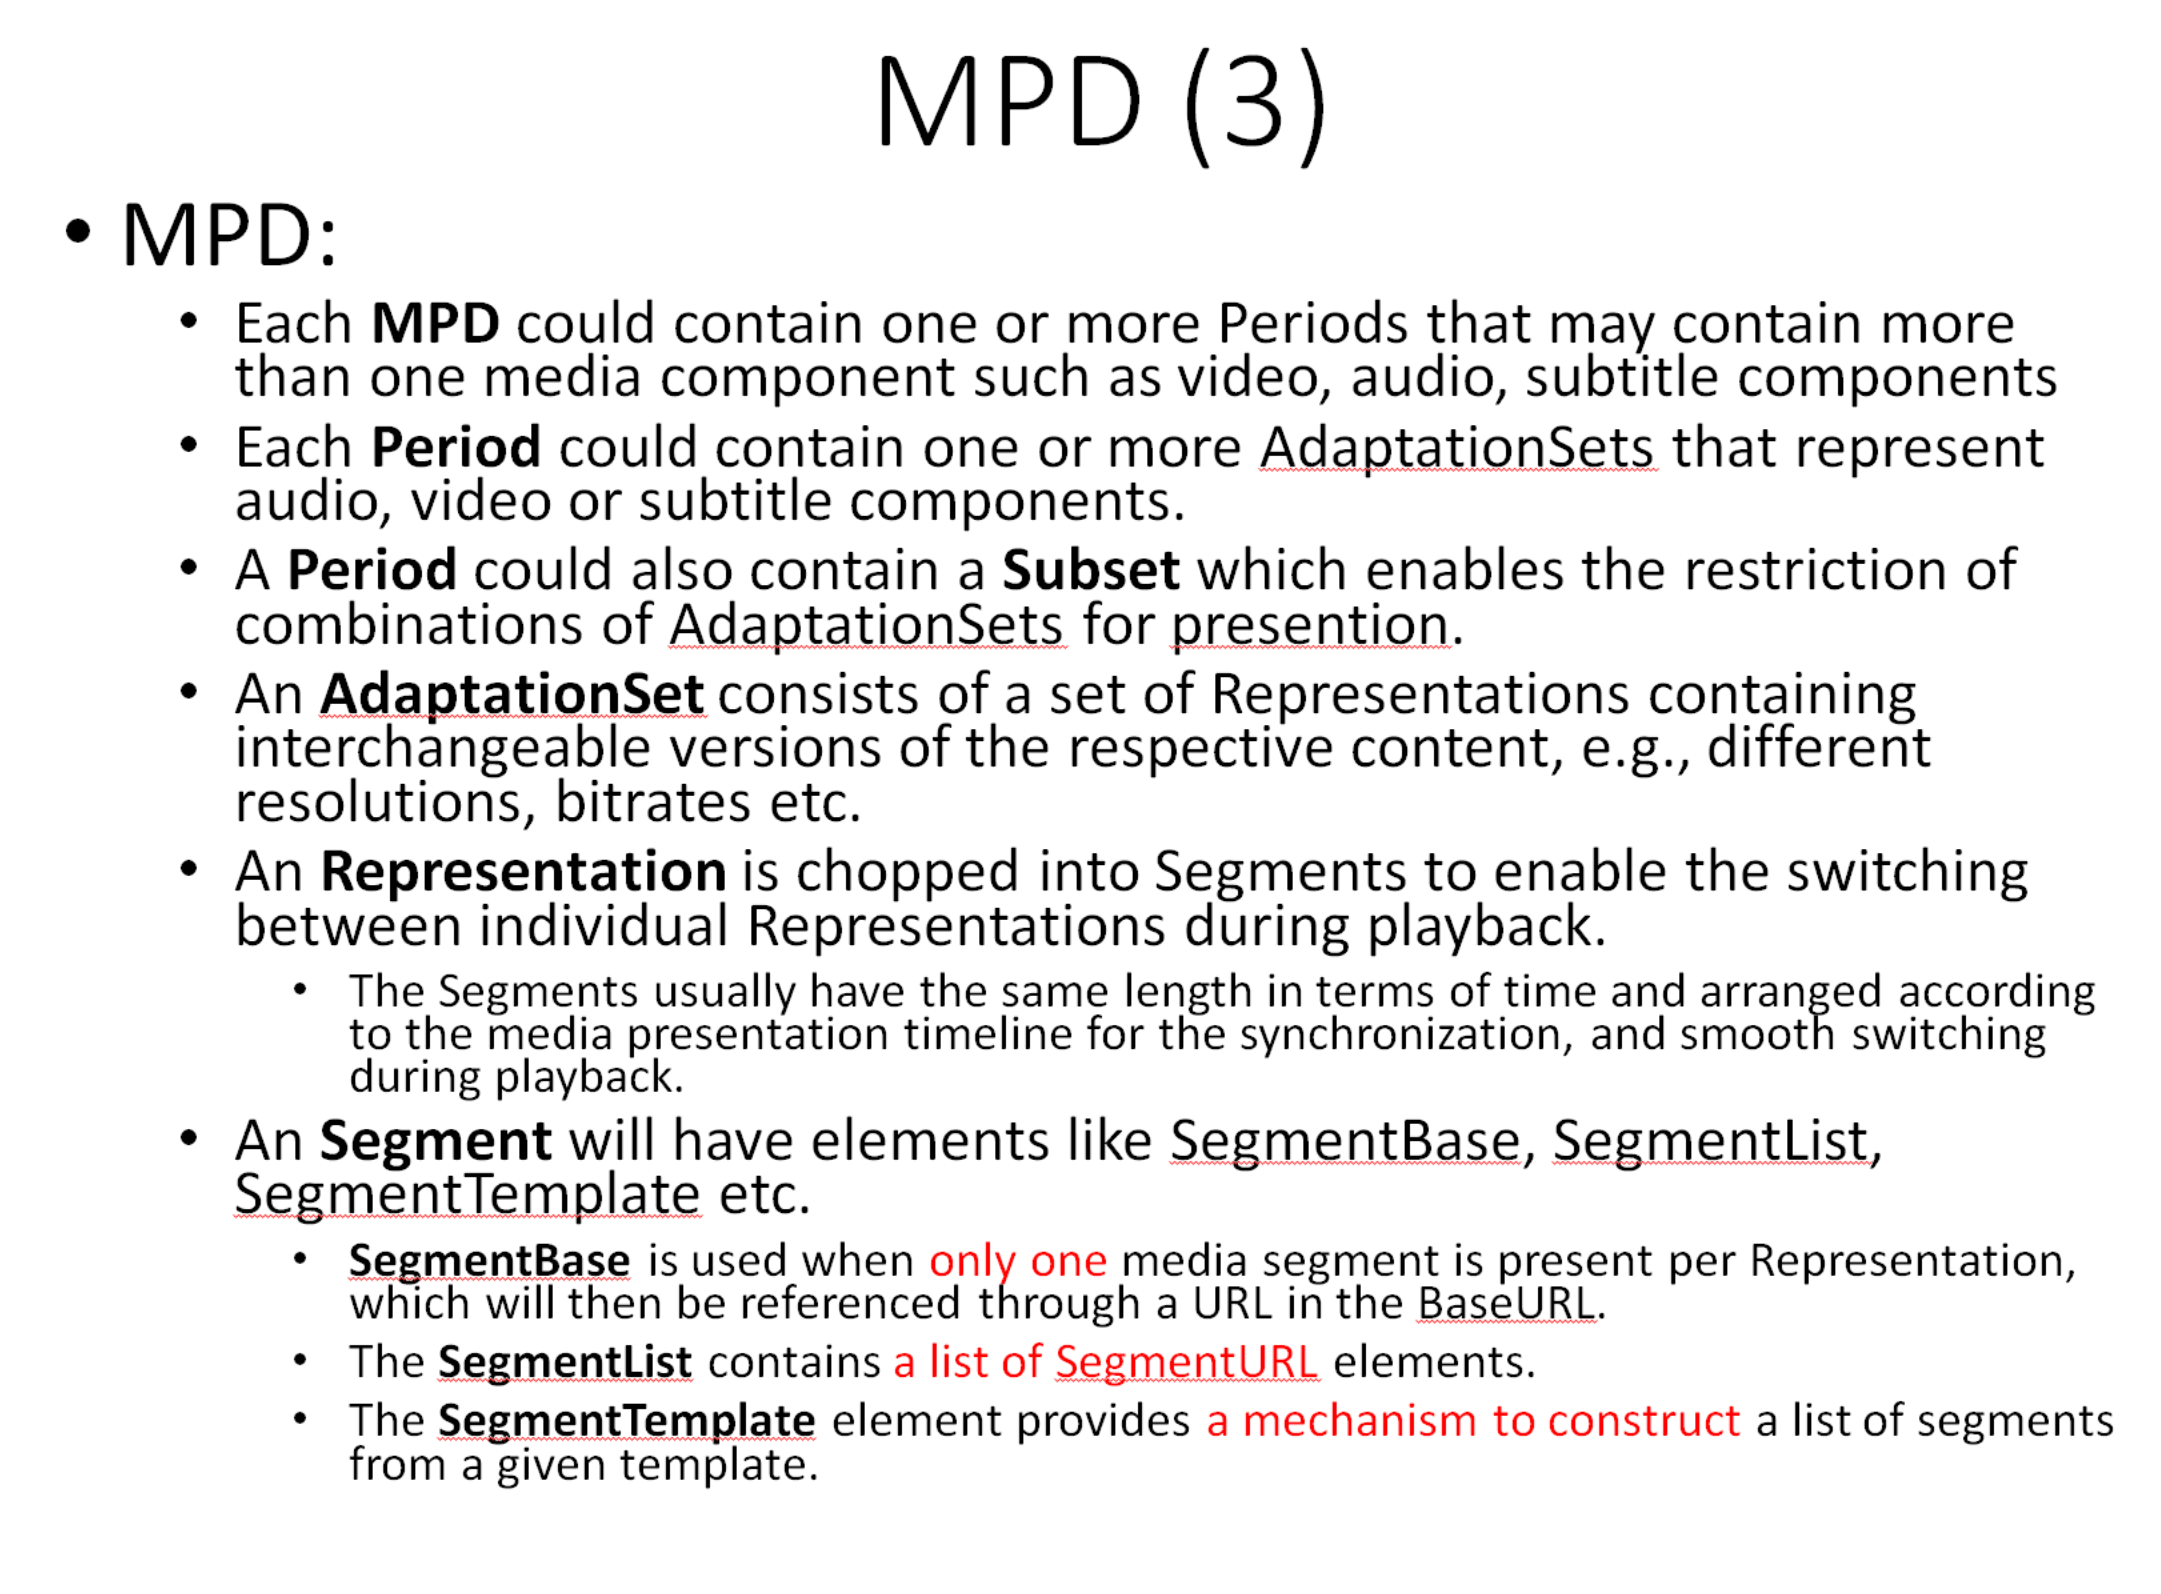 MPD (3)
• MPD:
• Each MPD could contain one or more Periods that may contain more
than one media component such as video, audio, subtitle components
• Each Period could contain one or more AdaptationSets that represent
audio, video or subtitle components.
• A Period could also contain a Subset which enables the restriction of
combinations of AdaptationSets for presention.
• An AdaptationSet consists of a set of Representations containing
interchangeable versions of the respective content, e.g., different
resolutions, bitrates etc.
• An Representation is chopped into Segments to enable the switching
between individual Representations during playback.
• The Segments usually have the same length in terms of time and arranged according
to the media presentation timeline for the synchronization, and smooth switching
during playback.
• An Segment will have elements like SegmentBase, SegmentList,
SegmentTemplate etc.
• SegmentBase is used when only one media segment is present per Representation,
which will then be referenced through a URL in the BaseURL.
• The SegmentList contains a list of SegmentURL elements.
• The SegmentTemplate element provides a mechanism to construct a list of segments
from a given template.